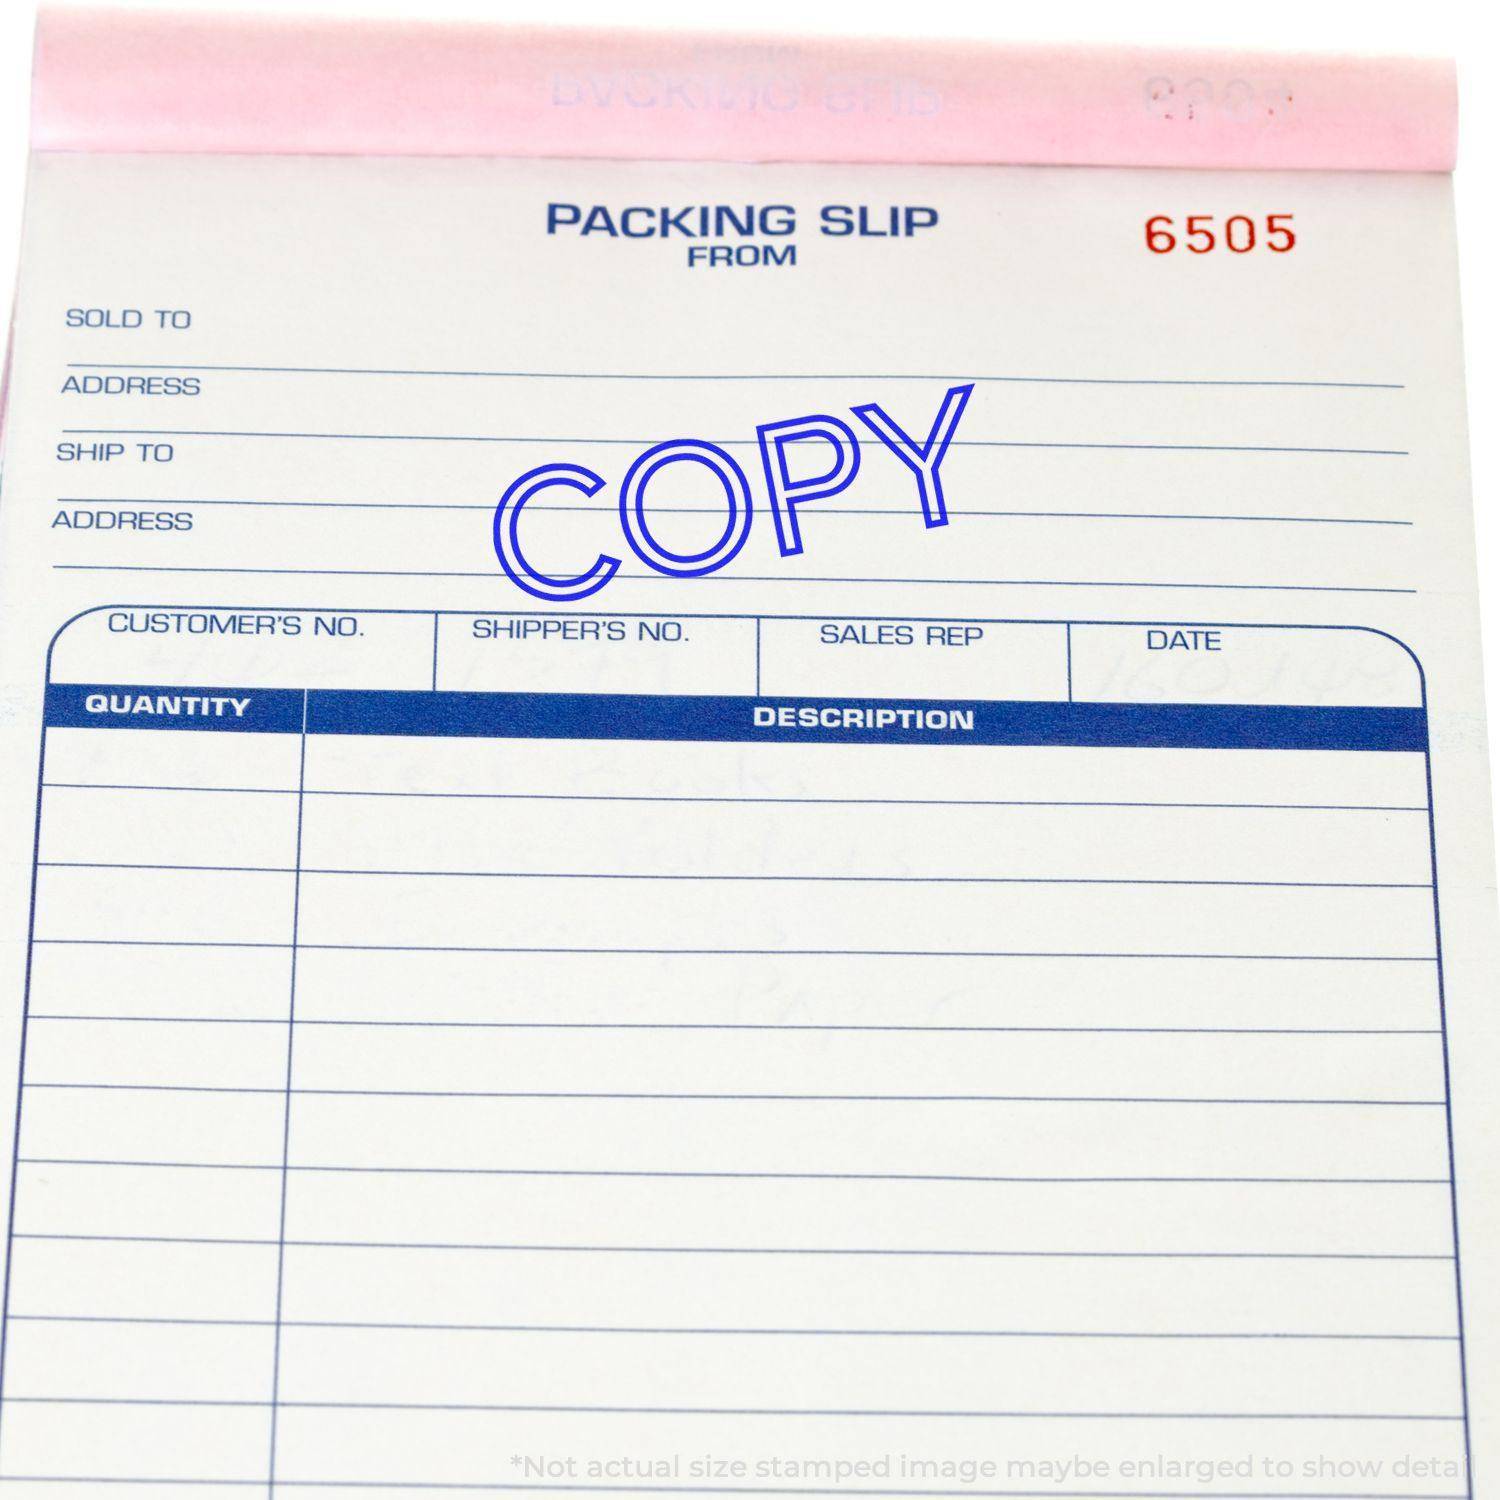 PACKING SLIP
FROM
6505
SOLD TO
ADDRESS
SHIP TO
ADDRESS
COPY
CUSTOMER'S NO. SHIPPER'S NO. SALES REP DATE
QUANTITY DESCRIPTION
*Not actual size stamped image maybe enlarged to show detail